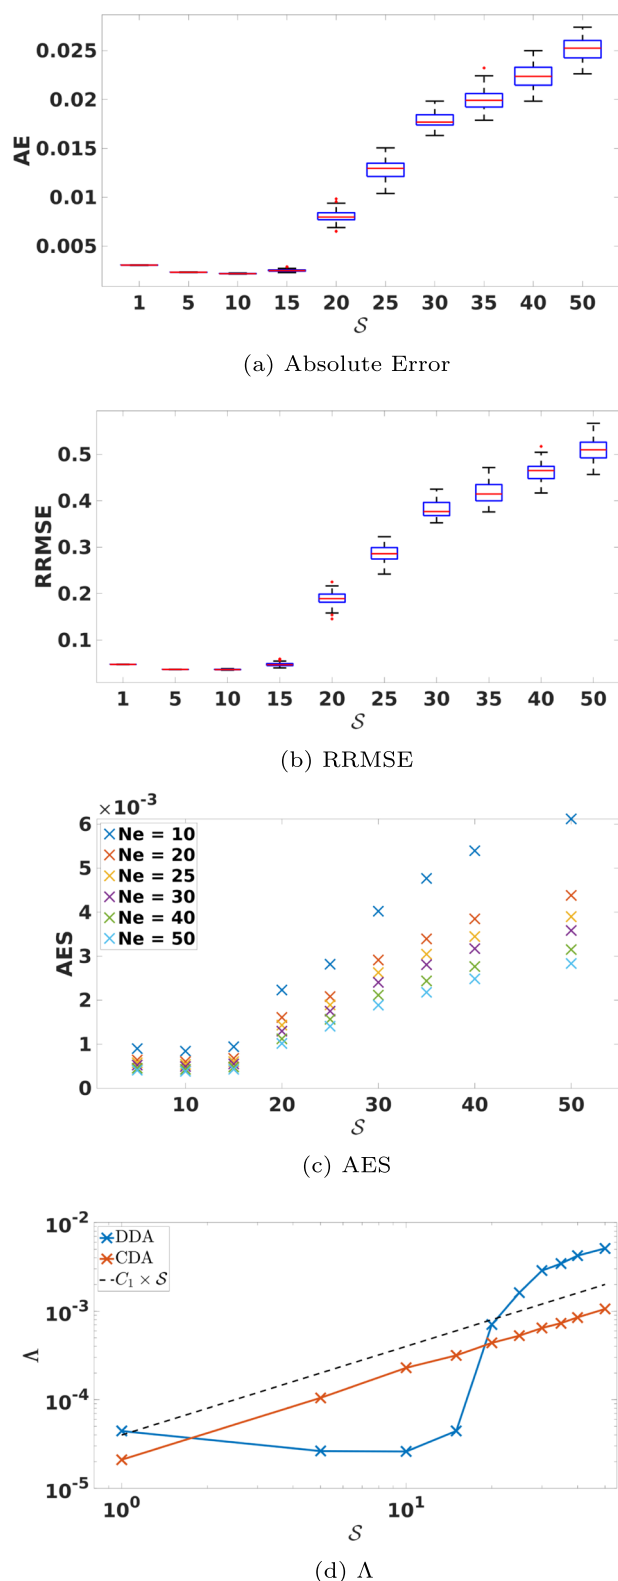 0.025
0.02
0.015
0.01
0.005
AE
1 5 10 15 20 25 30 35 40 50
𝒮
(a) Absolute Error
0.5
0.4
0.3
0.2
0.1
RRMSE
1 5 10 15 20 25 30 35 40 50
𝒮
(b) RRMSE
×10⁻³
6
5
4
3
2
1
0
AES
Ne = 10
Ne = 20
Ne = 25
Ne = 30
Ne = 40
Ne = 50
10 20 30 40 50
𝒮
(c) AES
10⁻²
10⁻³
10⁻⁴
10⁻⁵
Λ
DDA
CDA
C₁ × 𝒮
10⁰ 10¹
𝒮
(d) Λ